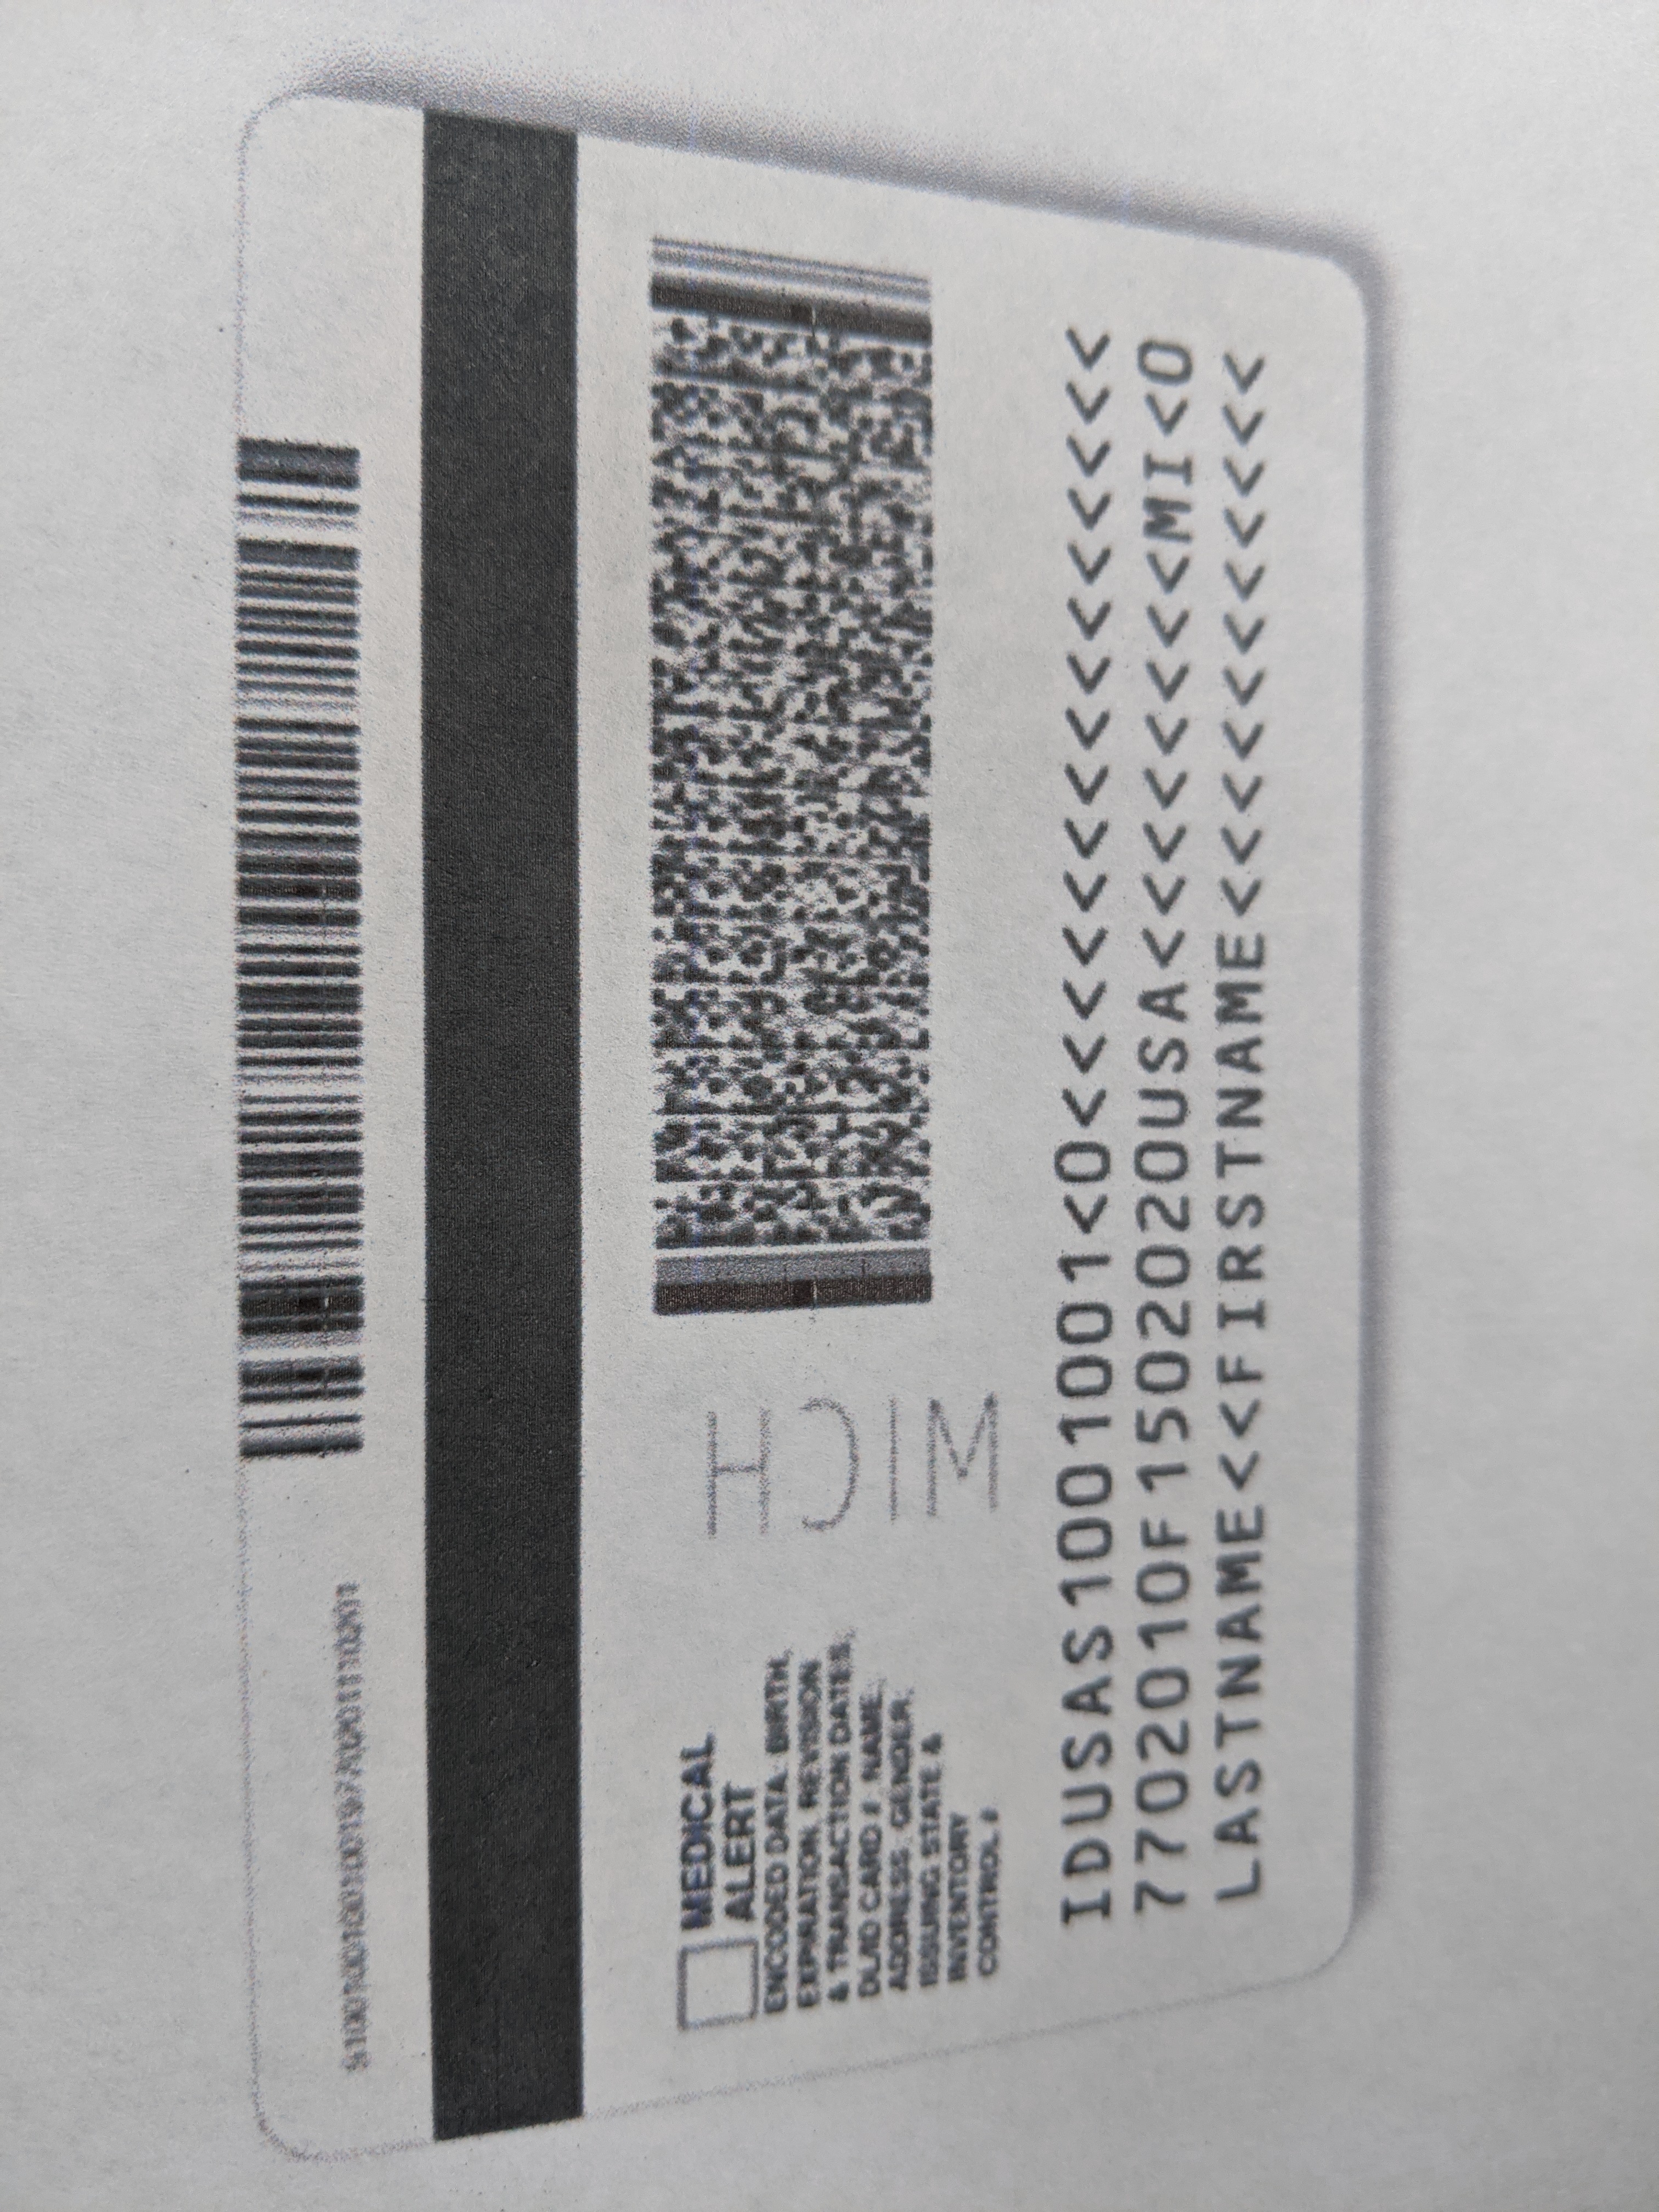 MEDICAL
ALERT
ENCODED DATA: BIRTH,
EXPIRATION, REVISION
& TRANSACTION DATES,
DL/ID CARD #, NAME,
ADDRESS, GENDER,
ISSUING STATE &
INVENTORY
CONTROL #
MICH
IDUSAS1001001<0<<<<<<<<<<<<<<<
7702010F1502020USA<<<<<<<<MI<0
LASTNAME<<FIRSTNAME<<<<<<<<<<<